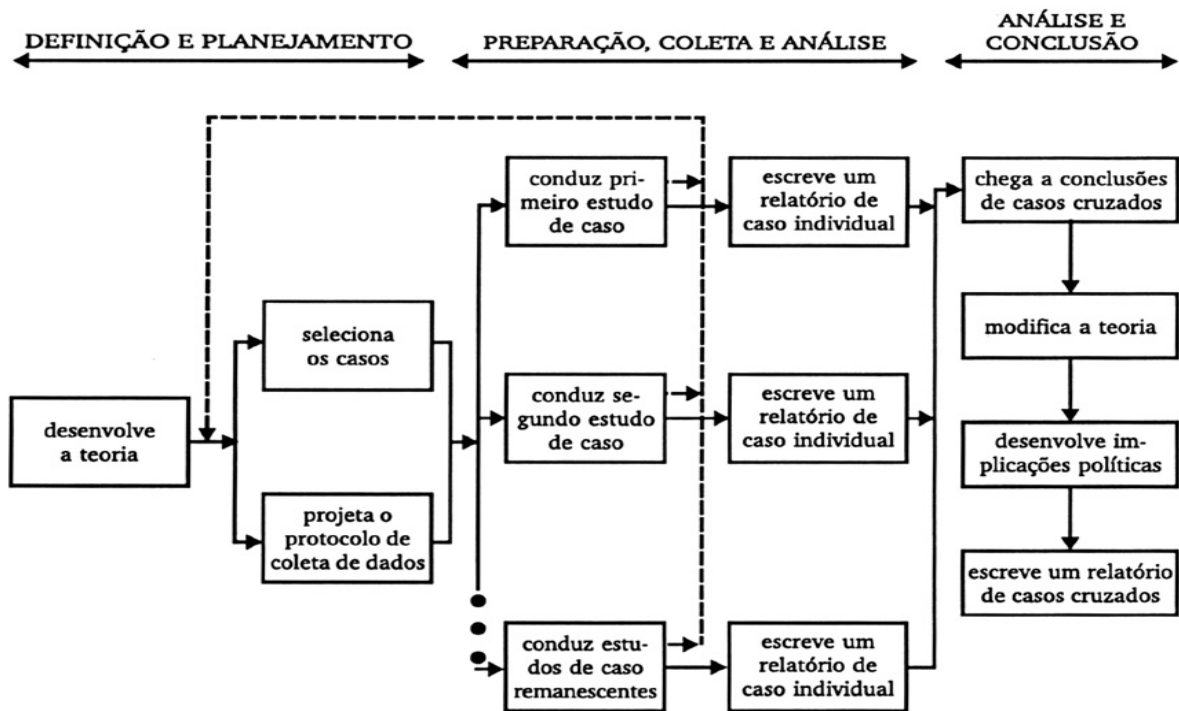 DEFINIÇÃO E PLANEJAMENTO
PREPARAÇÃO, COLETA E ANÁLISE
ANÁLISE E
CONCLUSÃO
desenvolve
a teoria
seleciona
os casos
projeta o
protocolo de
coleta de dados
conduz pri-
meiro estudo
de caso
escreve um
relatório de
caso individual
conduz se-
gundo estudo
de caso
escreve um
relatório de
caso individual
conduz estu-
dos de caso
remanescentes
escreve um
relatório de
caso individual
chega a conclusões
de casos cruzados
modifica a teoria
desenvolve im-
plicações políticas
escreve um relatório
de casos cruzados